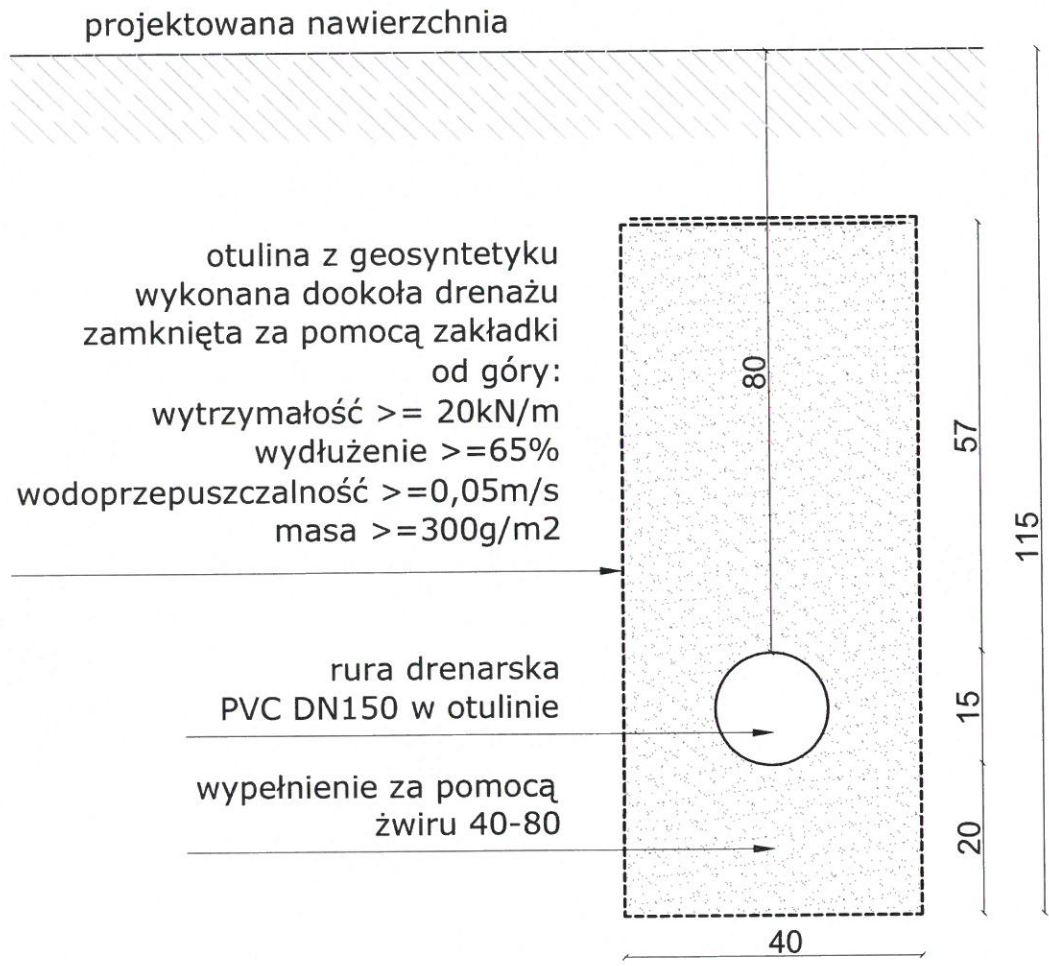 projektowana nawierzchnia
otulina z geosyntetyku
wykonana dookoła drenażu
zamknięta za pomocą zakładki
od góry:
wytrzymałość >= 20kN/m
wydłużenie >=65%
wodoprzepuszczalność >=0,05m/s
masa >=300g/m2
rura drenarska
PVC DN150 w otulinie
wypełnienie za pomocą
żwiru 40-80
80
57
115
15
20
40